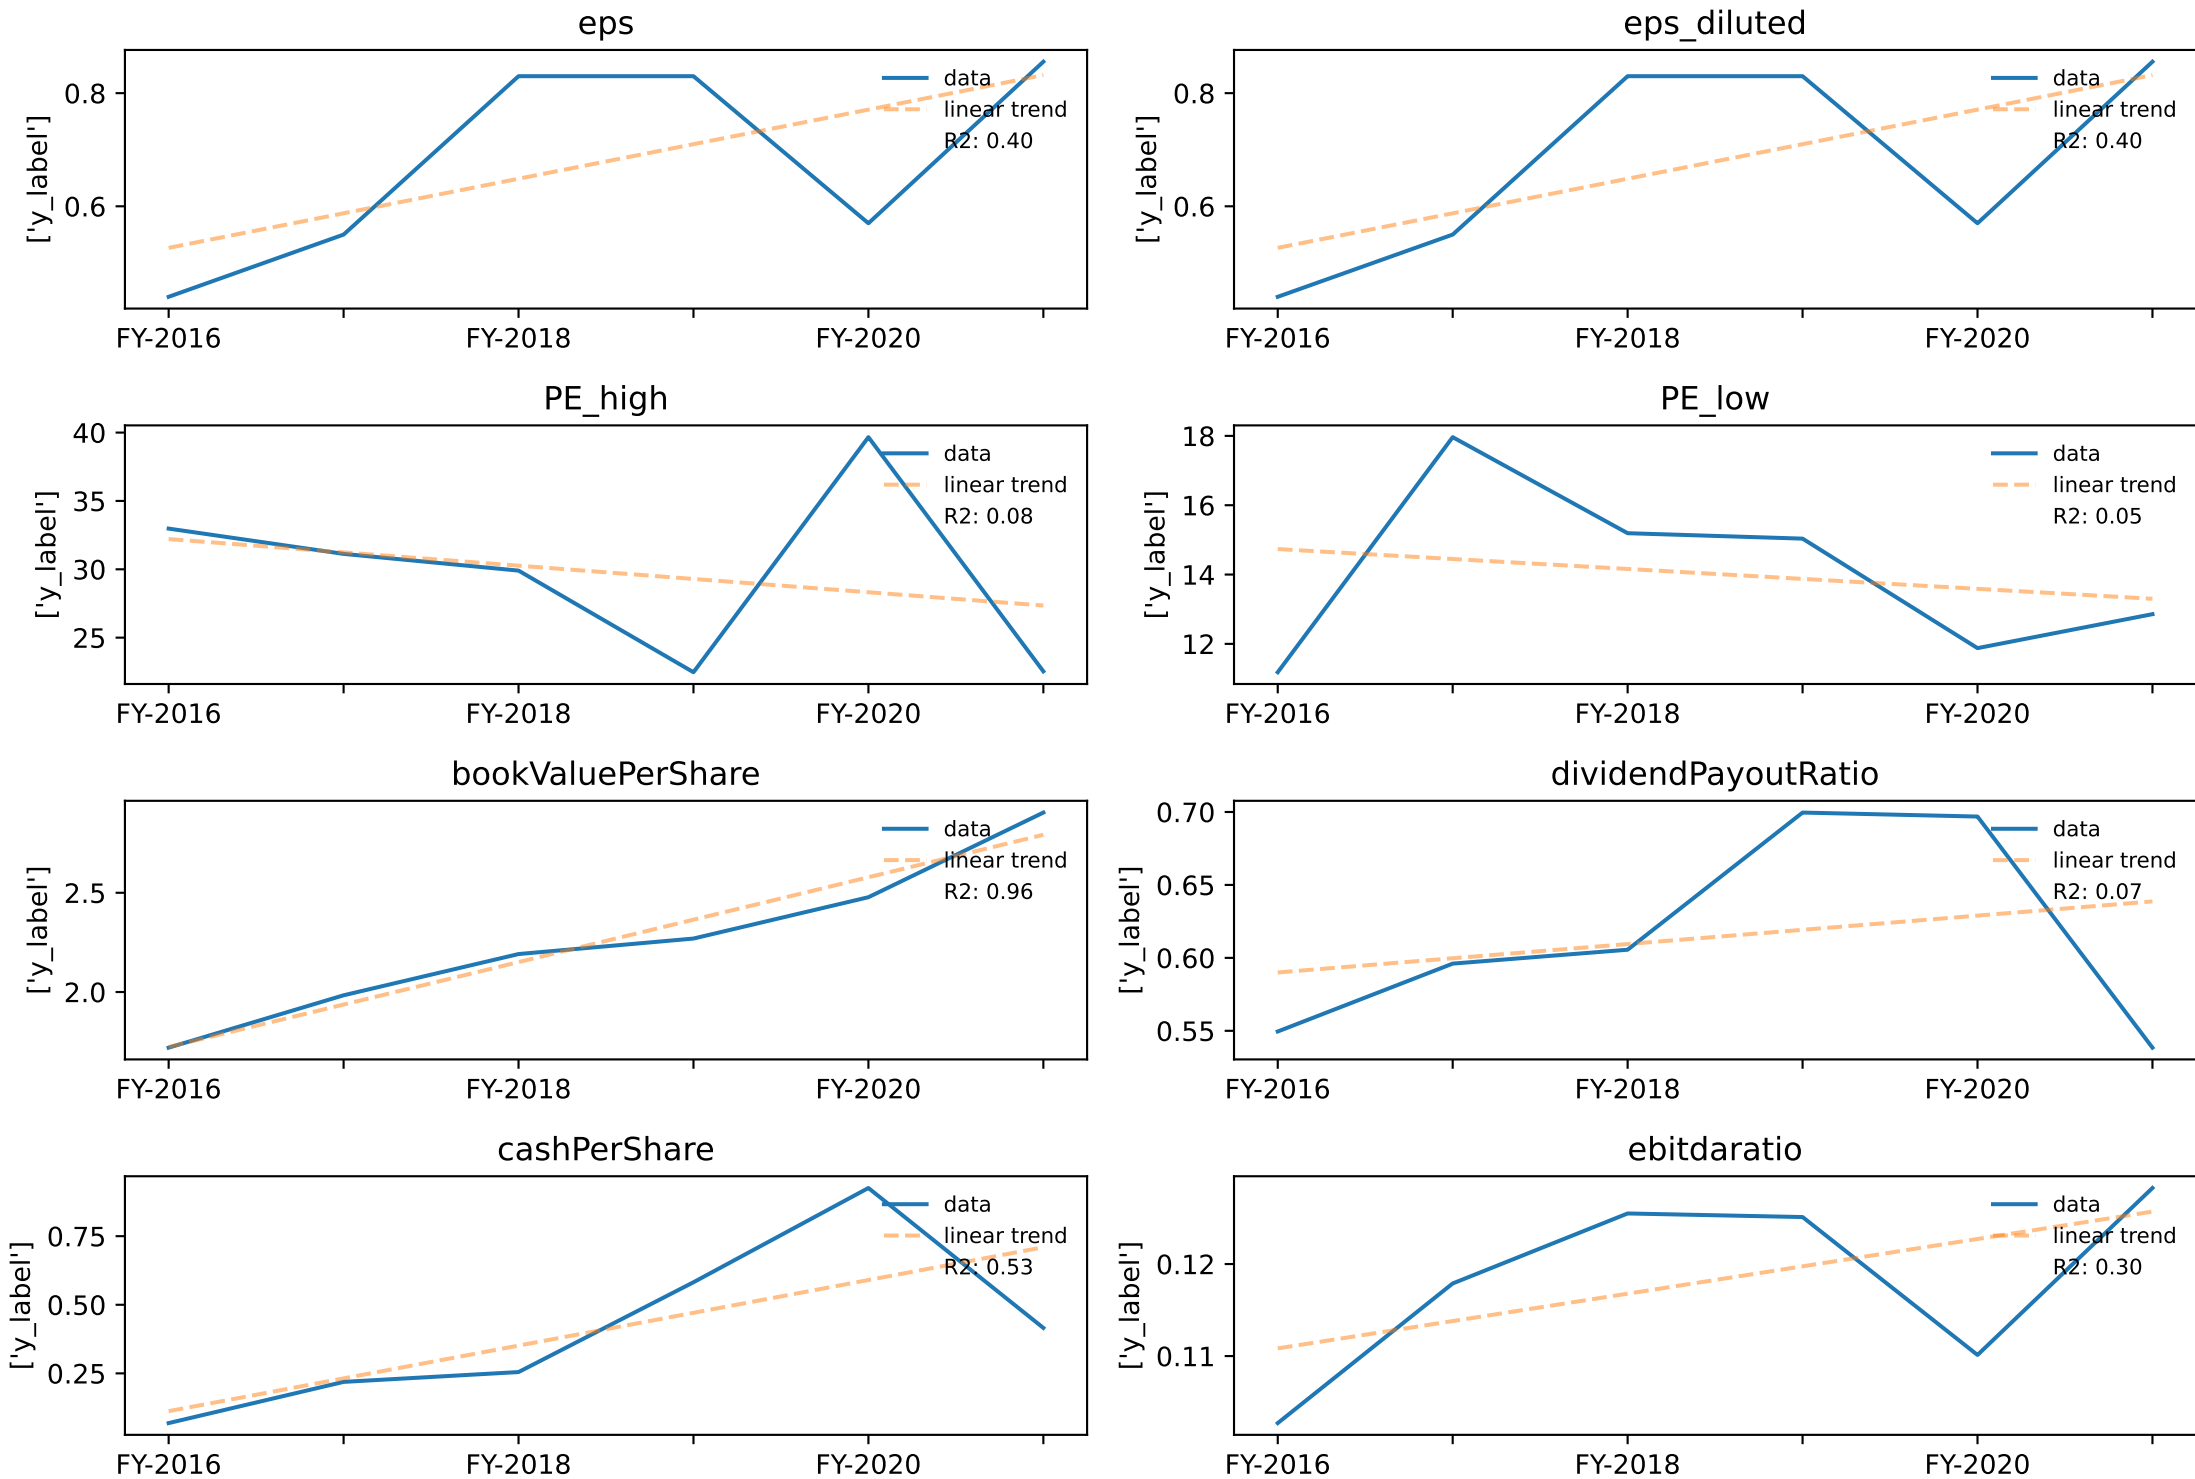 eps
['y_label']
0.8
0.6
data
linear trend
R2: 0.40
FY-2016 FY-2018 FY-2020
eps_diluted
['y_label']
0.8
0.6
data
linear trend
R2: 0.40
FY-2016 FY-2018 FY-2020
PE_high
['y_label']
40
35
30
25
data
linear trend
R2: 0.08
FY-2016 FY-2018 FY-2020
PE_low
['y_label']
18
16
14
12
data
linear trend
R2: 0.05
FY-2016 FY-2018 FY-2020
bookValuePerShare
['y_label']
2.5
2.0
data
linear trend
R2: 0.96
FY-2016 FY-2018 FY-2020
dividendPayoutRatio
['y_label']
0.70
0.65
0.60
0.55
data
linear trend
R2: 0.07
FY-2016 FY-2018 FY-2020
cashPerShare
['y_label']
0.75
0.50
0.25
data
linear trend
R2: 0.53
FY-2016 FY-2018 FY-2020
ebitdaratio
['y_label']
0.12
0.11
data
linear trend
R2: 0.30
FY-2016 FY-2018 FY-2020